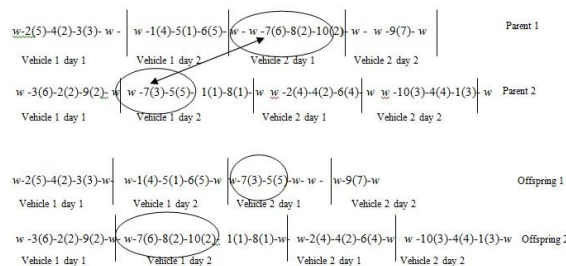 w-2(5)-4(2)-3(3)- w - w -1(4)-5(1)-6(5)- w - w -7(6)-8(2)-10(2)- w - w -9(7)- w Parent 1
Vehicle 1 day 1 Vehicle 1 day 2 Vehicle 2 day 1 Vehicle 2 day 2
w -3(6)-2(2)-9(2)- w w -7(3)-5(5)- 1(1)-8(1)- w w -2(4)-4(2)-6(4)- w w -10(3)-4(4)-1(3)- w Parent 2
Vehicle 1 day 1 Vehicle 1 day 2 Vehicle 2 day 1 Vehicle 2 day 2
w-2(5)-4(2)-3(3)-w- w-1(4)-5(1)-6(5)-w w-7(3)-5(5)-w- w - w-9(7)-w Offspring 1
Vehicle 1 day 1 Vehicle 1 day 2 Vehicle 2 day 1 Vehicle 2 day 2
w -3(6)-2(2)-9(2)-w- w-7(6)-8(2)-10(2)- 1(1)-8(1)-w- w-2(4)-4(2)-6(4)-w w -10(3)-4(4)-1(3)-w Offspring 2
Vehicle 1 day 1 Vehicle 1 day 2 Vehicle 2 day 1 Vehicle 2 day 2